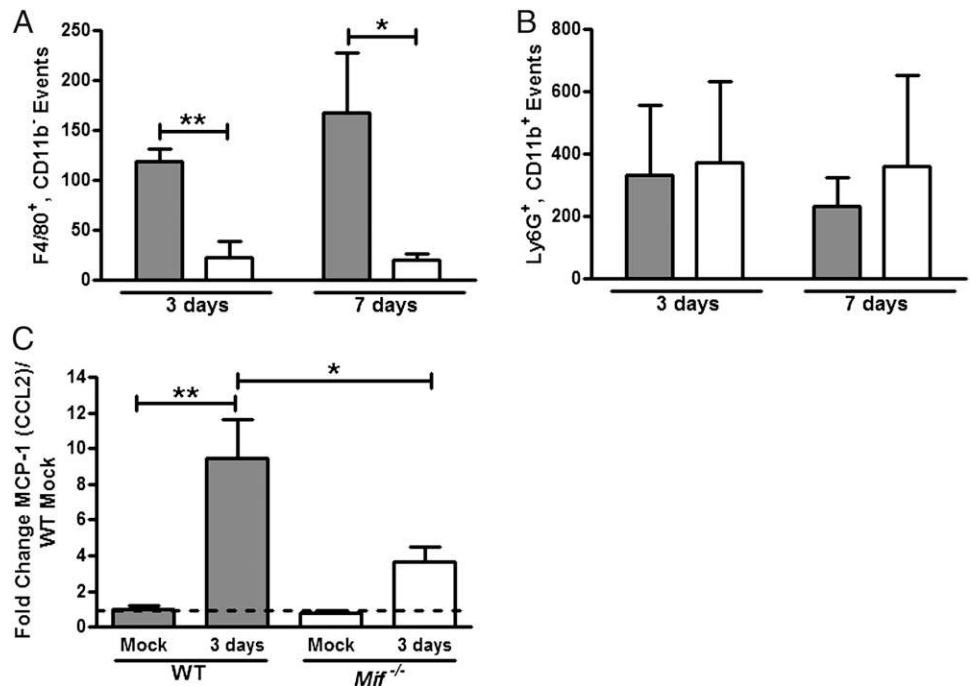 A
F4/80⁺, CD11b⁻ Events
250
200
150
100
50
0
**
*
3 days
7 days
B
Ly6G⁺, CD11b⁺ Events
800
600
400
200
0
3 days
7 days
C
Fold Change MCP-1 (CCL2)/
WT Mock
14
12
10
8
6
4
2
0
**
*
Mock
3 days
Mock
3 days
WT
Mif⁻/⁻